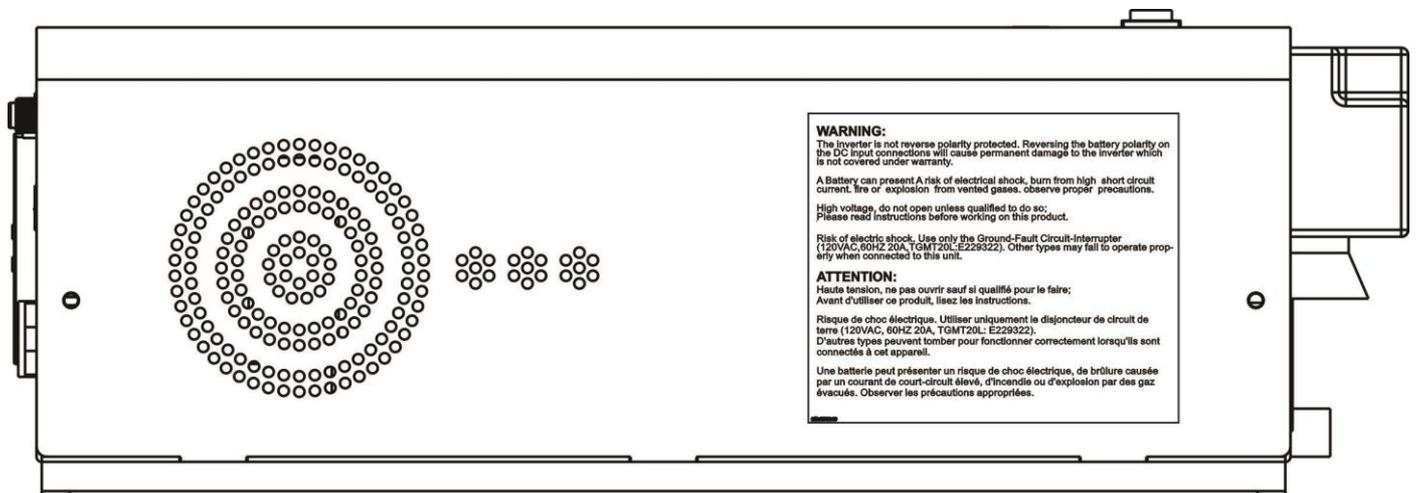 WARNING:
The inverter is not reverse polarity protected. Reversing the battery polarity on
the DC input connections will cause permanent damage to the inverter which
is not covered under warranty.
A Battery can present A risk of electrical shock, burn from high short circuit
current. fire or explosion from vented gases. observe proper precautions.
High voltage, do not open unless qualified to do so;
Please read instructions before working on this product.
Risk of electric shock. Use only the Ground-Fault Circuit-Interrupter
(120VAC,60HZ 20A,TGMT20L:E229322). Other types may fail to operate prop-
erly when connected to this unit.
ATTENTION:
Haute tension, ne pas ouvrir sauf si qualifié pour le faire;
Avant d'utiliser ce produit, lisez les instructions.
Risque de choc électrique. Utiliser uniquement le disjoncteur de circuit de
terre (120VAC, 60HZ 20A, TGMT20L: E229322).
D'autres types peuvent tomber pour fonctionner correctement lorsqu'ils sont
connectés à cet appareil.
Une batterie peut présenter un risque de choc électrique, de brûlure causée
par un courant de court-circuit élevé, d'incendie ou d'explosion par des gaz
évacués. Observer les précautions appropriées.